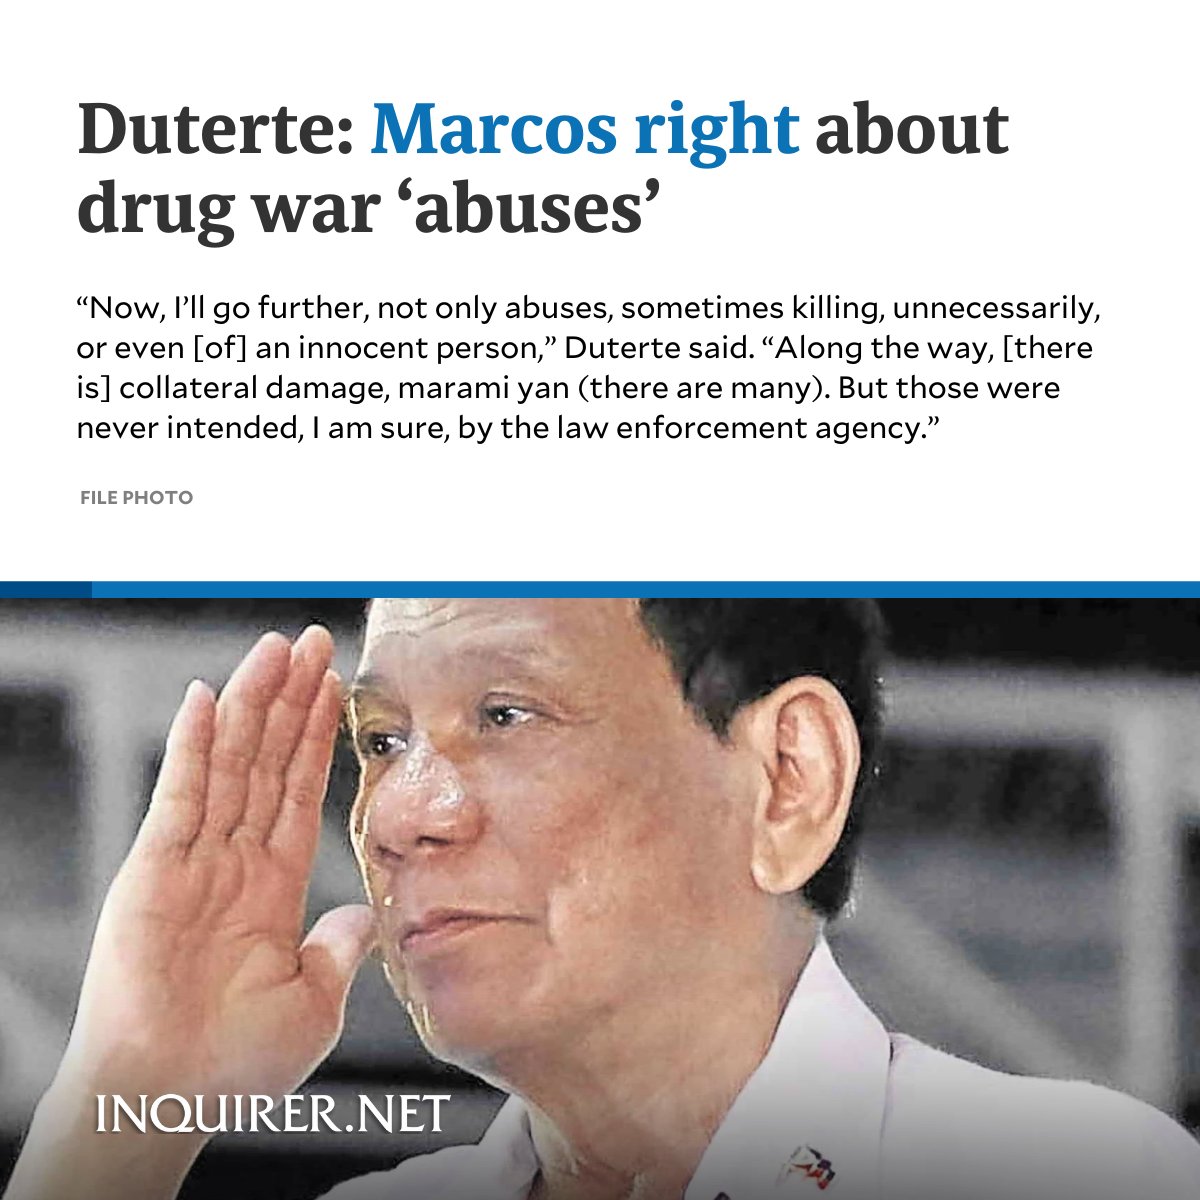 Duterte: Marcos right about
drug war ‘abuses’
“Now, I’ll go further, not only abuses, sometimes killing, unnecessarily,
or even [of] an innocent person,” Duterte said. “Along the way, [there
is] collateral damage, marami yan (there are many). But those were
never intended, I am sure, by the law enforcement agency.”
FILE PHOTO
INQUIRER.NET